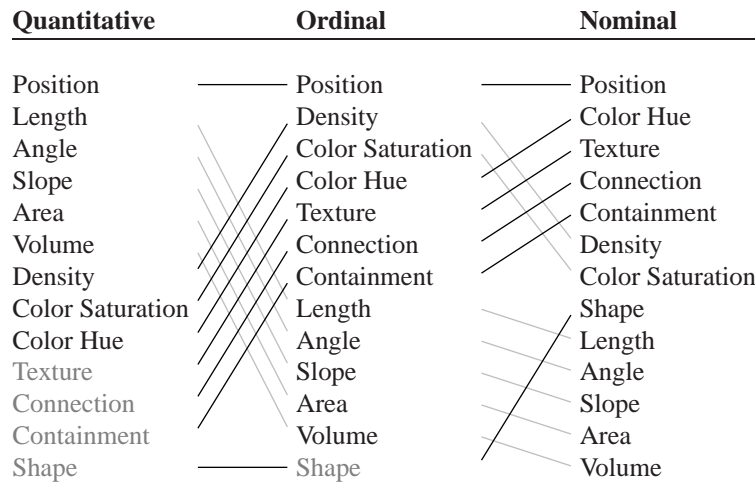 Quantitative Ordinal Nominal
Position Position Position
Length Density Color Hue
Angle Color Saturation Texture
Slope Color Hue Connection
Area Texture Containment
Volume Connection Density
Density Containment Color Saturation
Color Saturation Length Shape
Color Hue Angle Length
Texture Slope Angle
Connection Area Slope
Containment Volume Area
Shape Shape Volume